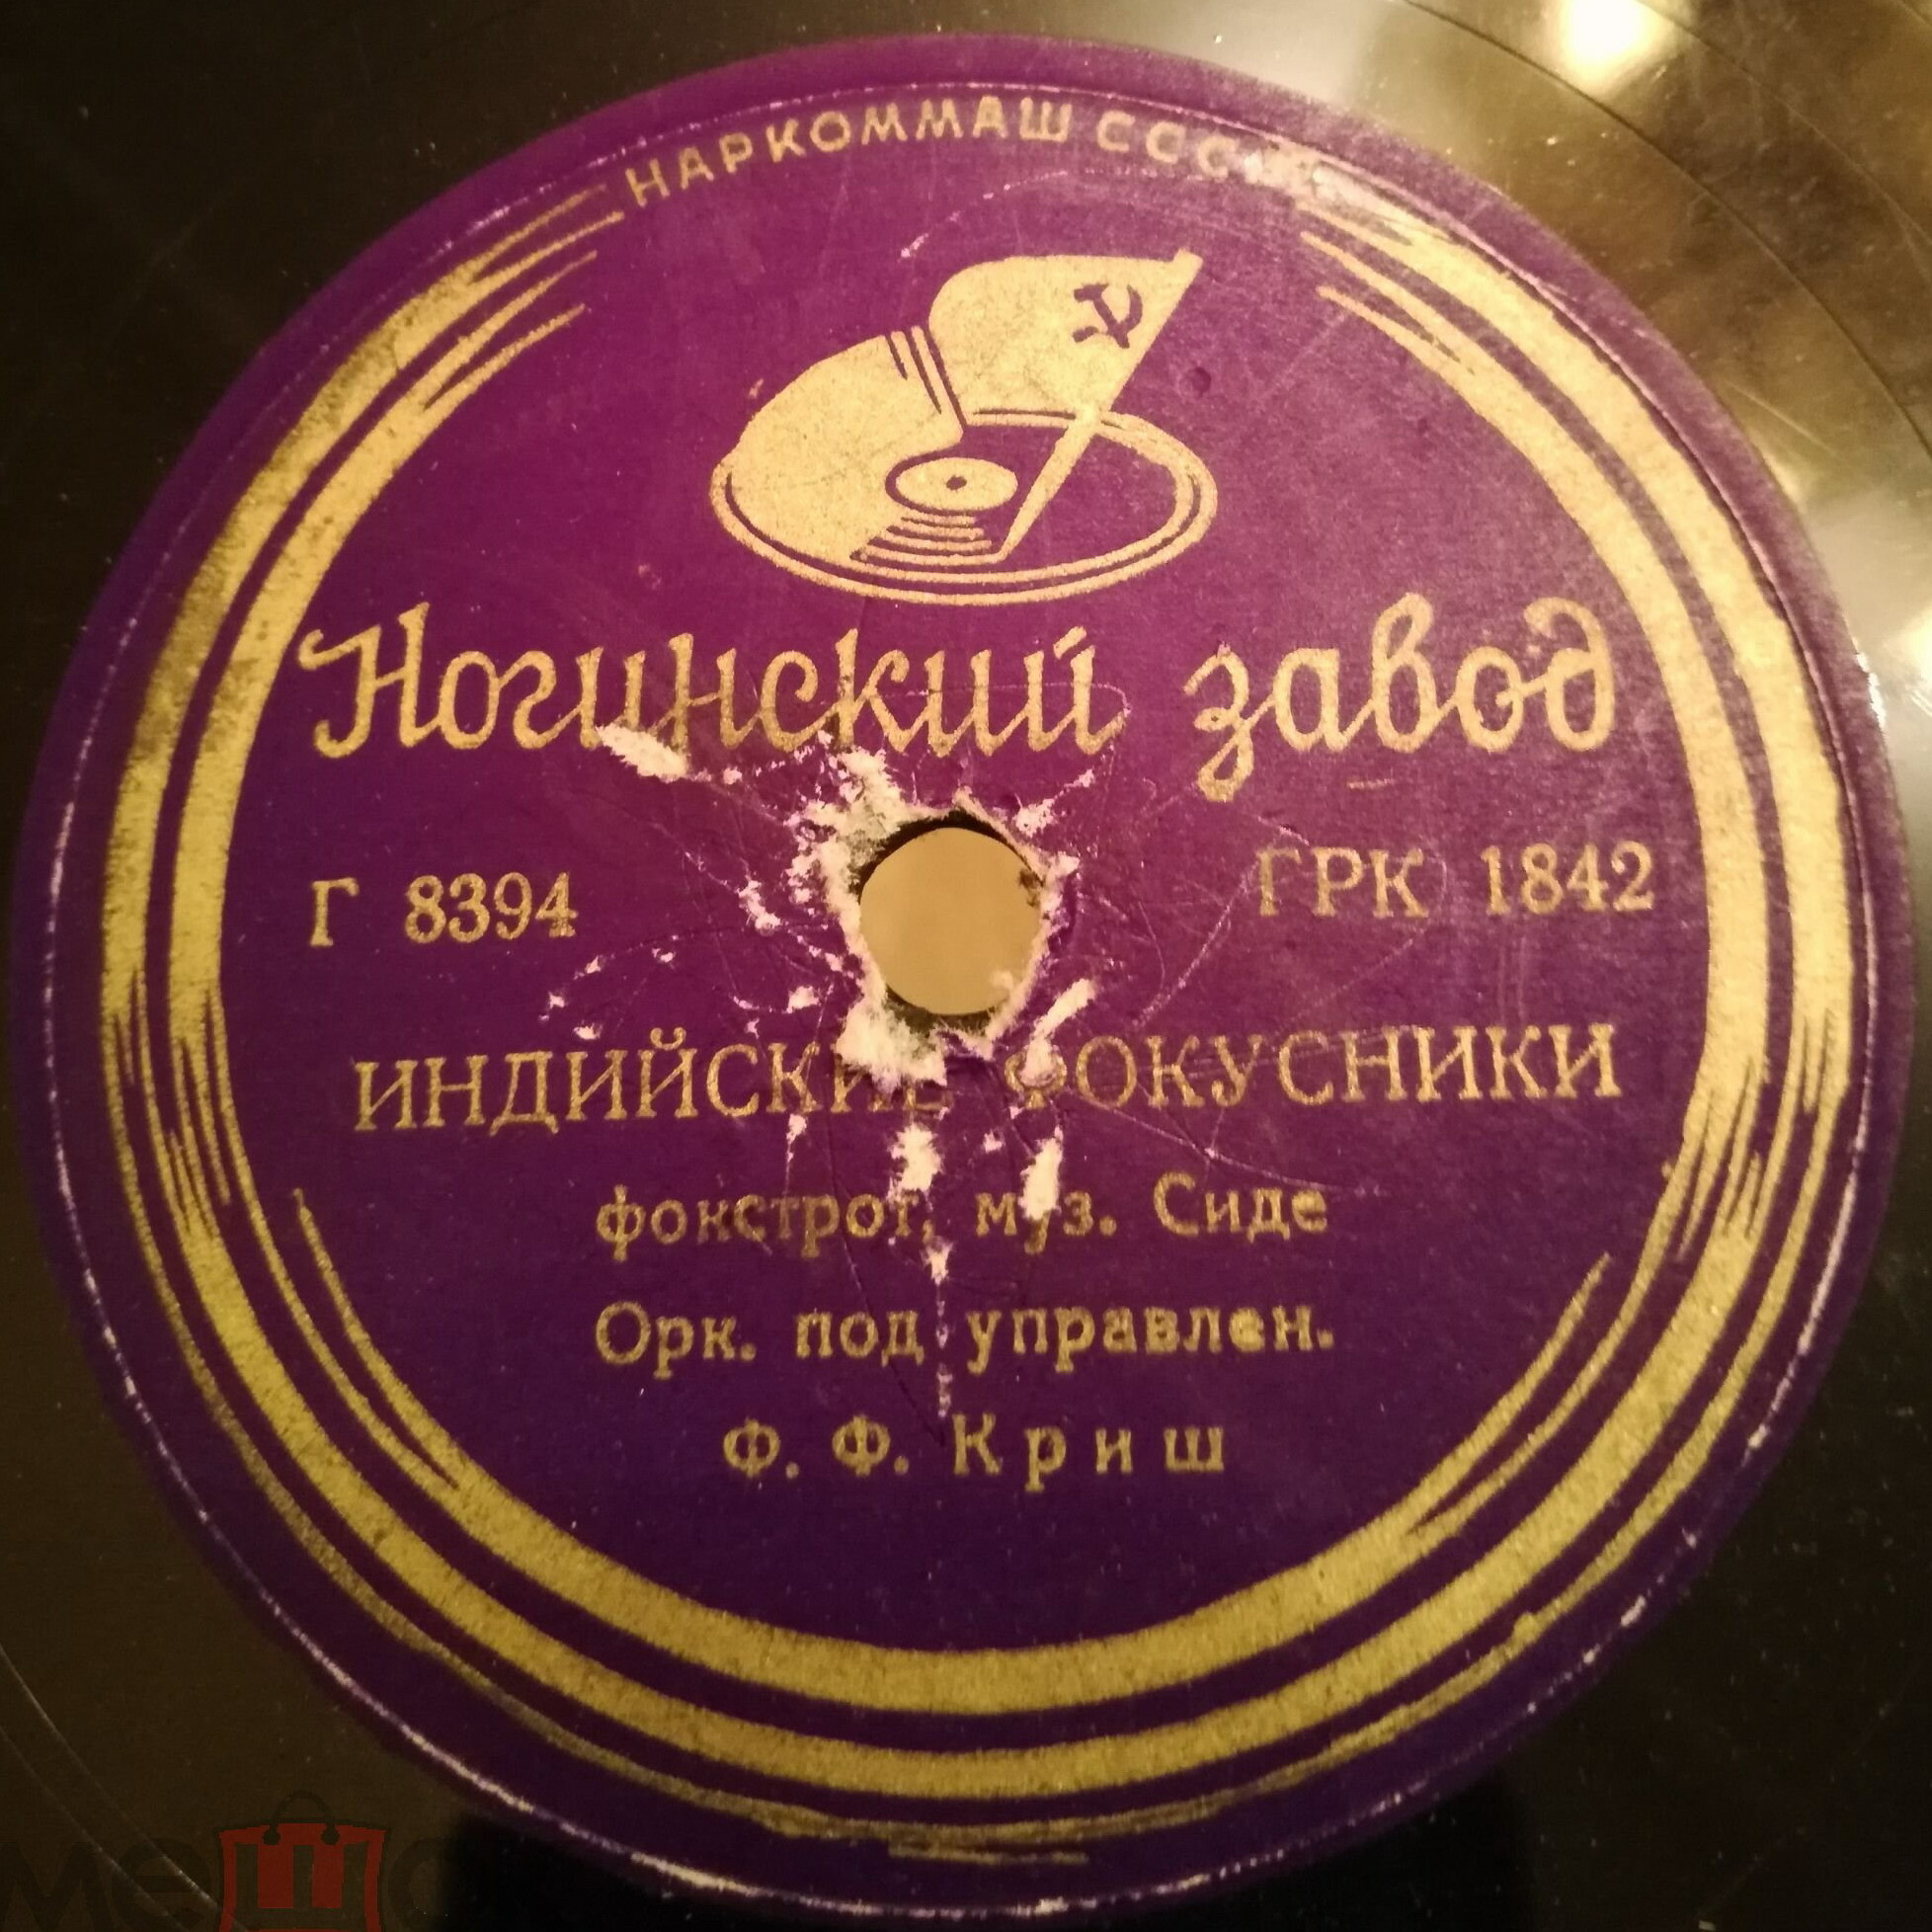 НАРКОММАШ СССР
Ногинский завод
Г 8394
ГРК 1842
ИНДИЙСКИЕ ФОКУСНИКИ
фокстрот, муз. Сиде
Орк. под управлен.
Ф. Ф. Криш